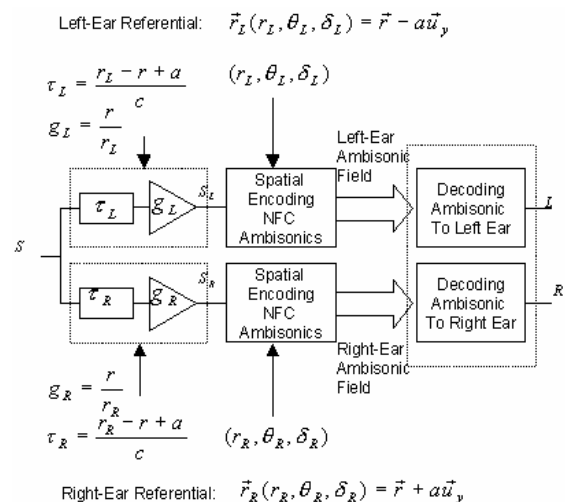 Left-Ear Referential: r⃗_L(r_L, θ_L, δ_L) = r⃗ − au⃗_y
τ_L = (r_L − r + a)/c
(r_L, θ_L, δ_L)
g_L = r/r_L
Left-Ear
Ambisonic
Field
τ_L
g_L
S_L
Spatial
Encoding
NFC
Ambisonics
Decoding
Ambisonic
To Left Ear
L
S
τ_R
g_R
S_R
Spatial
Encoding
NFC
Ambisonics
Decoding
Ambisonic
To Right Ear
R
Right-Ear
Ambisonic
Field
g_R = r/r_R
τ_R = (r_R − r + a)/c
(r_R, θ_R, δ_R)
Right-Ear Referential: r⃗_R(r_R, θ_R, δ_R) = r⃗ + au⃗_y